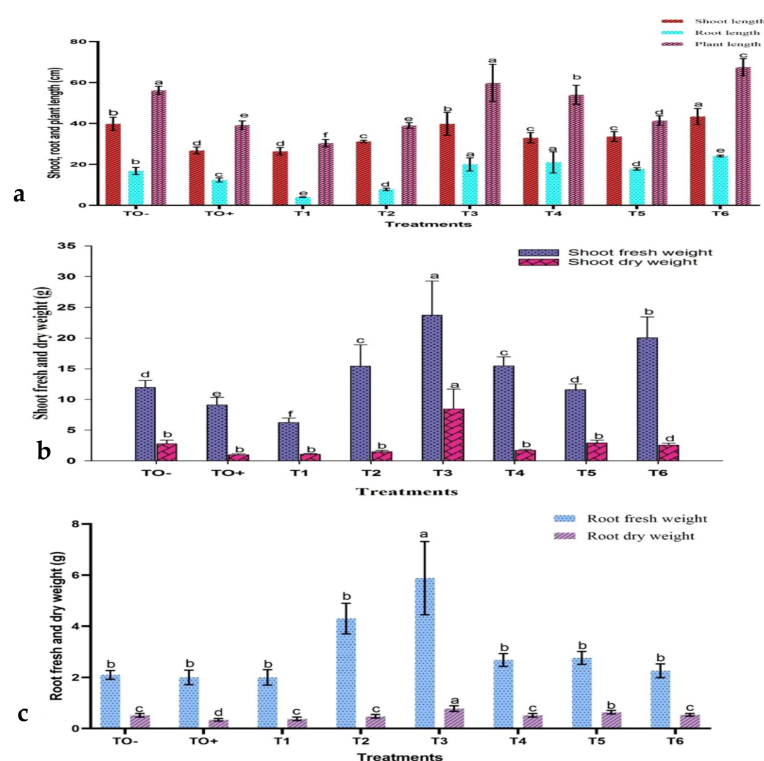 Shoot length
Root length
Plant length
Shoot, root and plant length (cm)
80
60
40
20
0
b b a
d c e
d e f
c d e
b a a
c a b
c d d
a e c
TO- TO+ T1 T2 T3 T4 T5 T6
Treatments
a
Shoot fresh weight
Shoot dry weight
Shoot fresh and dry weight (g)
35
30
25
20
15
10
5
0
d b
e b
f b
c b
a a
c b
d b
b d
TO- TO+ T1 T2 T3 T4 T5 T6
Treatments
b
Root fresh weight
Root dry weight
Root fresh and dry weight (g)
8
6
4
2
0
b c
b d
b c
b c
a a
b c
b b
b c
TO- TO+ T1 T2 T3 T4 T5 T6
Treatments
c